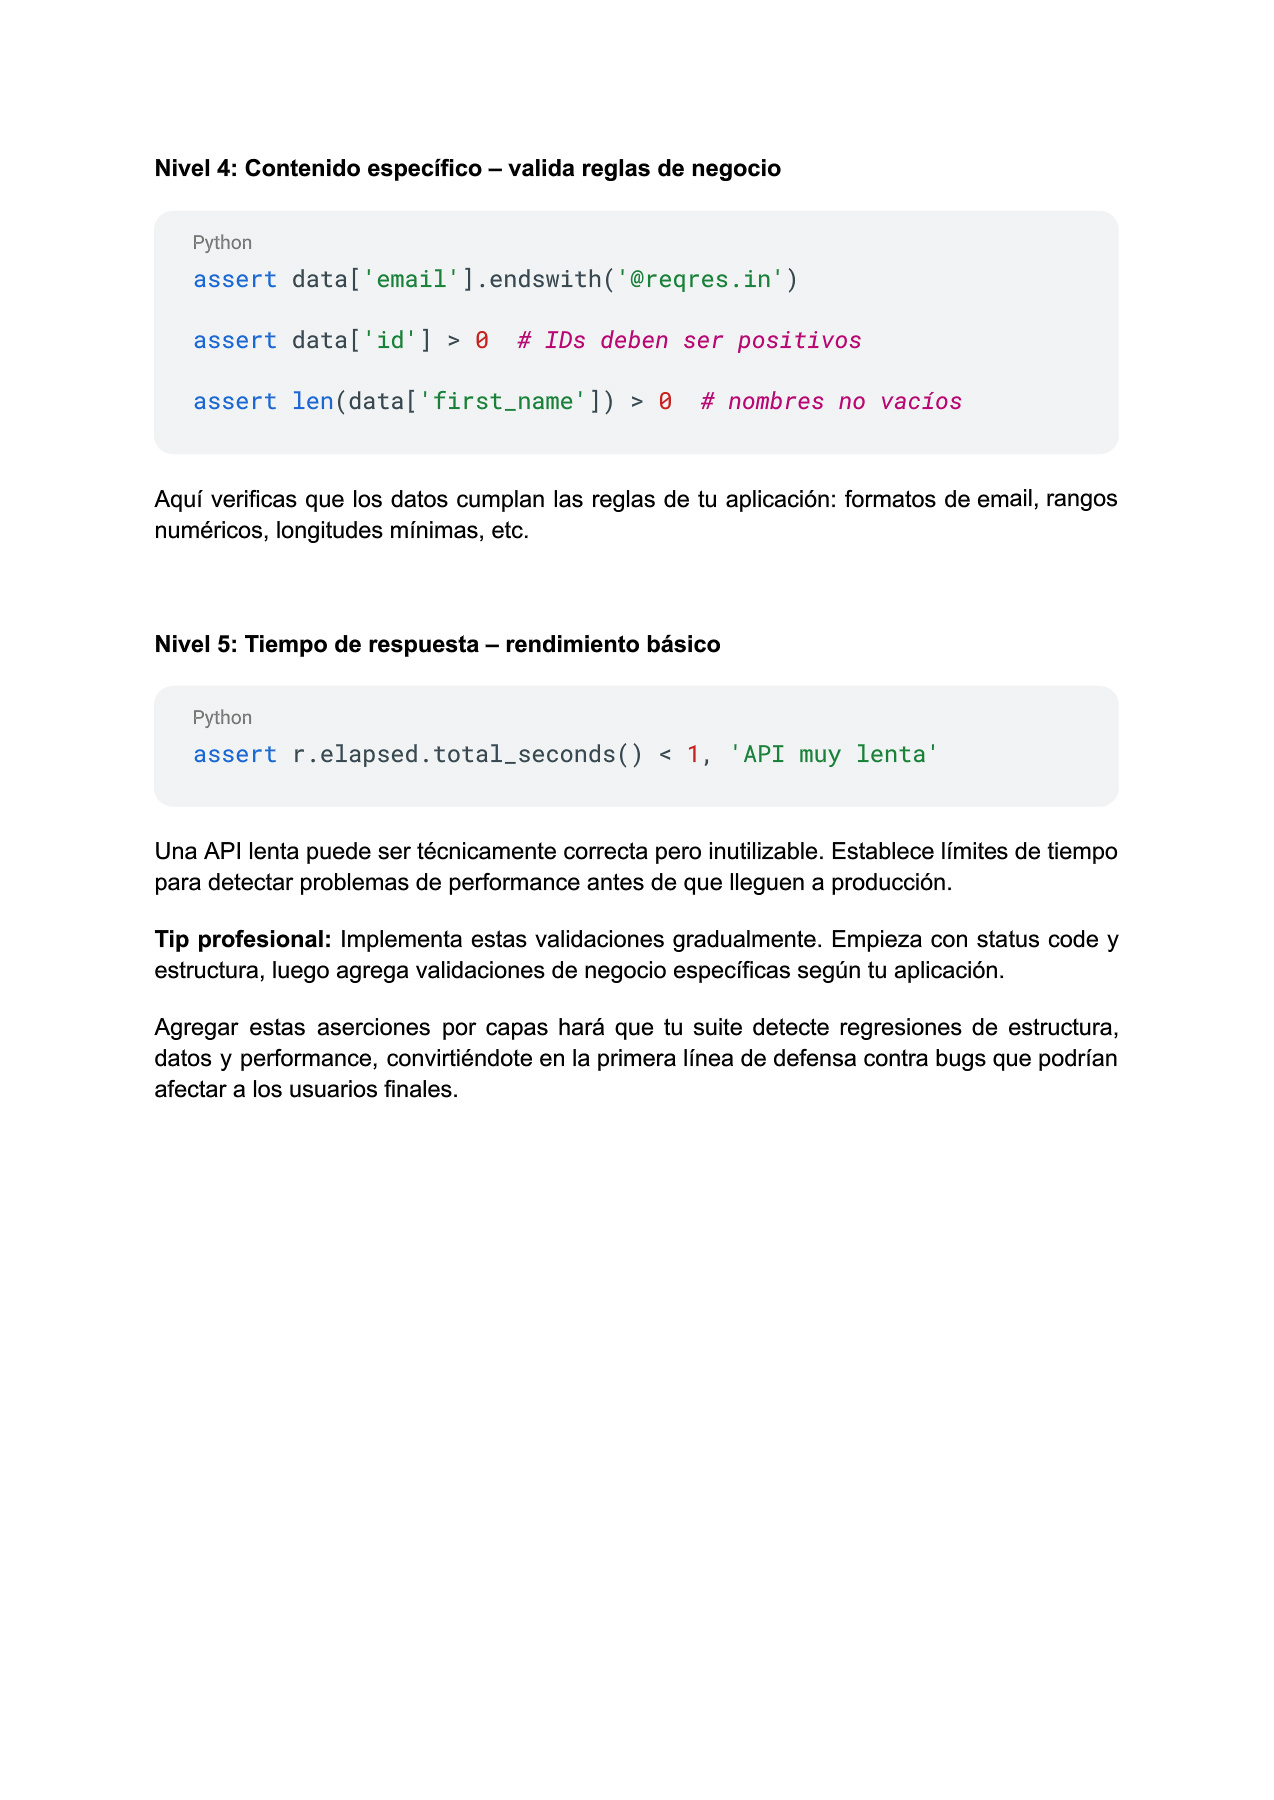 Nivel 4: Contenido específico – valida reglas de negocio
Python
assert data['email'].endswith('@reqres.in')
assert data['id'] > 0  # IDs deben ser positivos
assert len(data['first_name']) > 0  # nombres no vacíos
Aquí verificas que los datos cumplan las reglas de tu aplicación: formatos de email, rangos
numéricos, longitudes mínimas, etc.
Nivel 5: Tiempo de respuesta – rendimiento básico
Python
assert r.elapsed.total_seconds() < 1, 'API muy lenta'
Una API lenta puede ser técnicamente correcta pero inutilizable. Establece límites de tiempo
para detectar problemas de performance antes de que lleguen a producción.
Tip profesional: Implementa estas validaciones gradualmente. Empieza con status code y
estructura, luego agrega validaciones de negocio específicas según tu aplicación.
Agregar estas aserciones por capas hará que tu suite detecte regresiones de estructura,
datos y performance, convirtiéndote en la primera línea de defensa contra bugs que podrían
afectar a los usuarios finales.